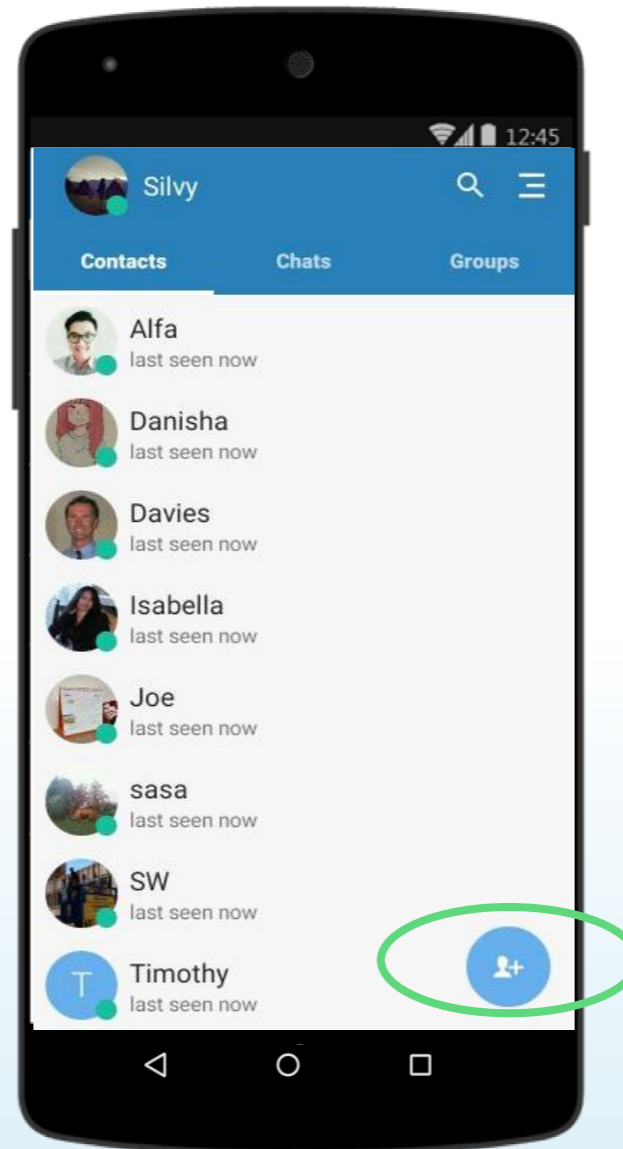 12:45
Silvy
Contacts Chats Groups
Alfa
last seen now
Danisha
last seen now
Davies
last seen now
Isabella
last seen now
Joe
last seen now
sasa
last seen now
SW
last seen now
T
Timothy
last seen now